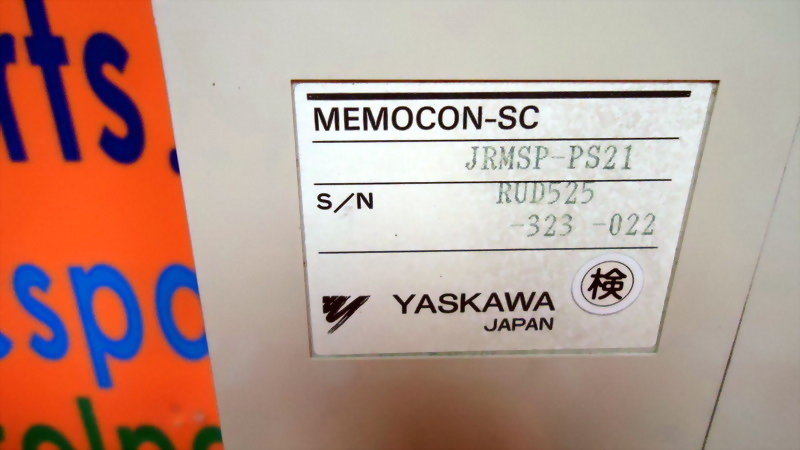 MEMOCON-SC
JRMSP-PS21
S/N RUD525
-323 -022
検
YASKAWA
JAPAN